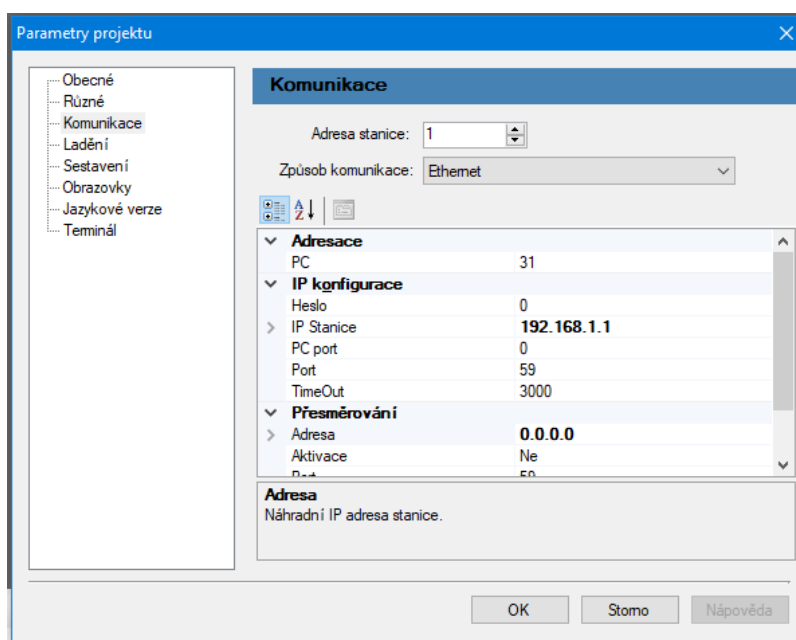 Parametry projektu
Obecné
Různé
Komunikace
Ladění
Sestavení
Obrazovky
Jazykové verze
Terminál
Komunikace
Adresa stanice: 1
Způsob komunikace: Ethernet
Adresace
PC 31
IP konfigurace
Heslo 0
IP Stanice 192.168.1.1
PC port 0
Port 59
TimeOut 3000
Přesměrování
Adresa 0.0.0.0
Aktivace Ne
Port 59
Adresa
Náhradní IP adresa stanice.
OK Storno Nápověda